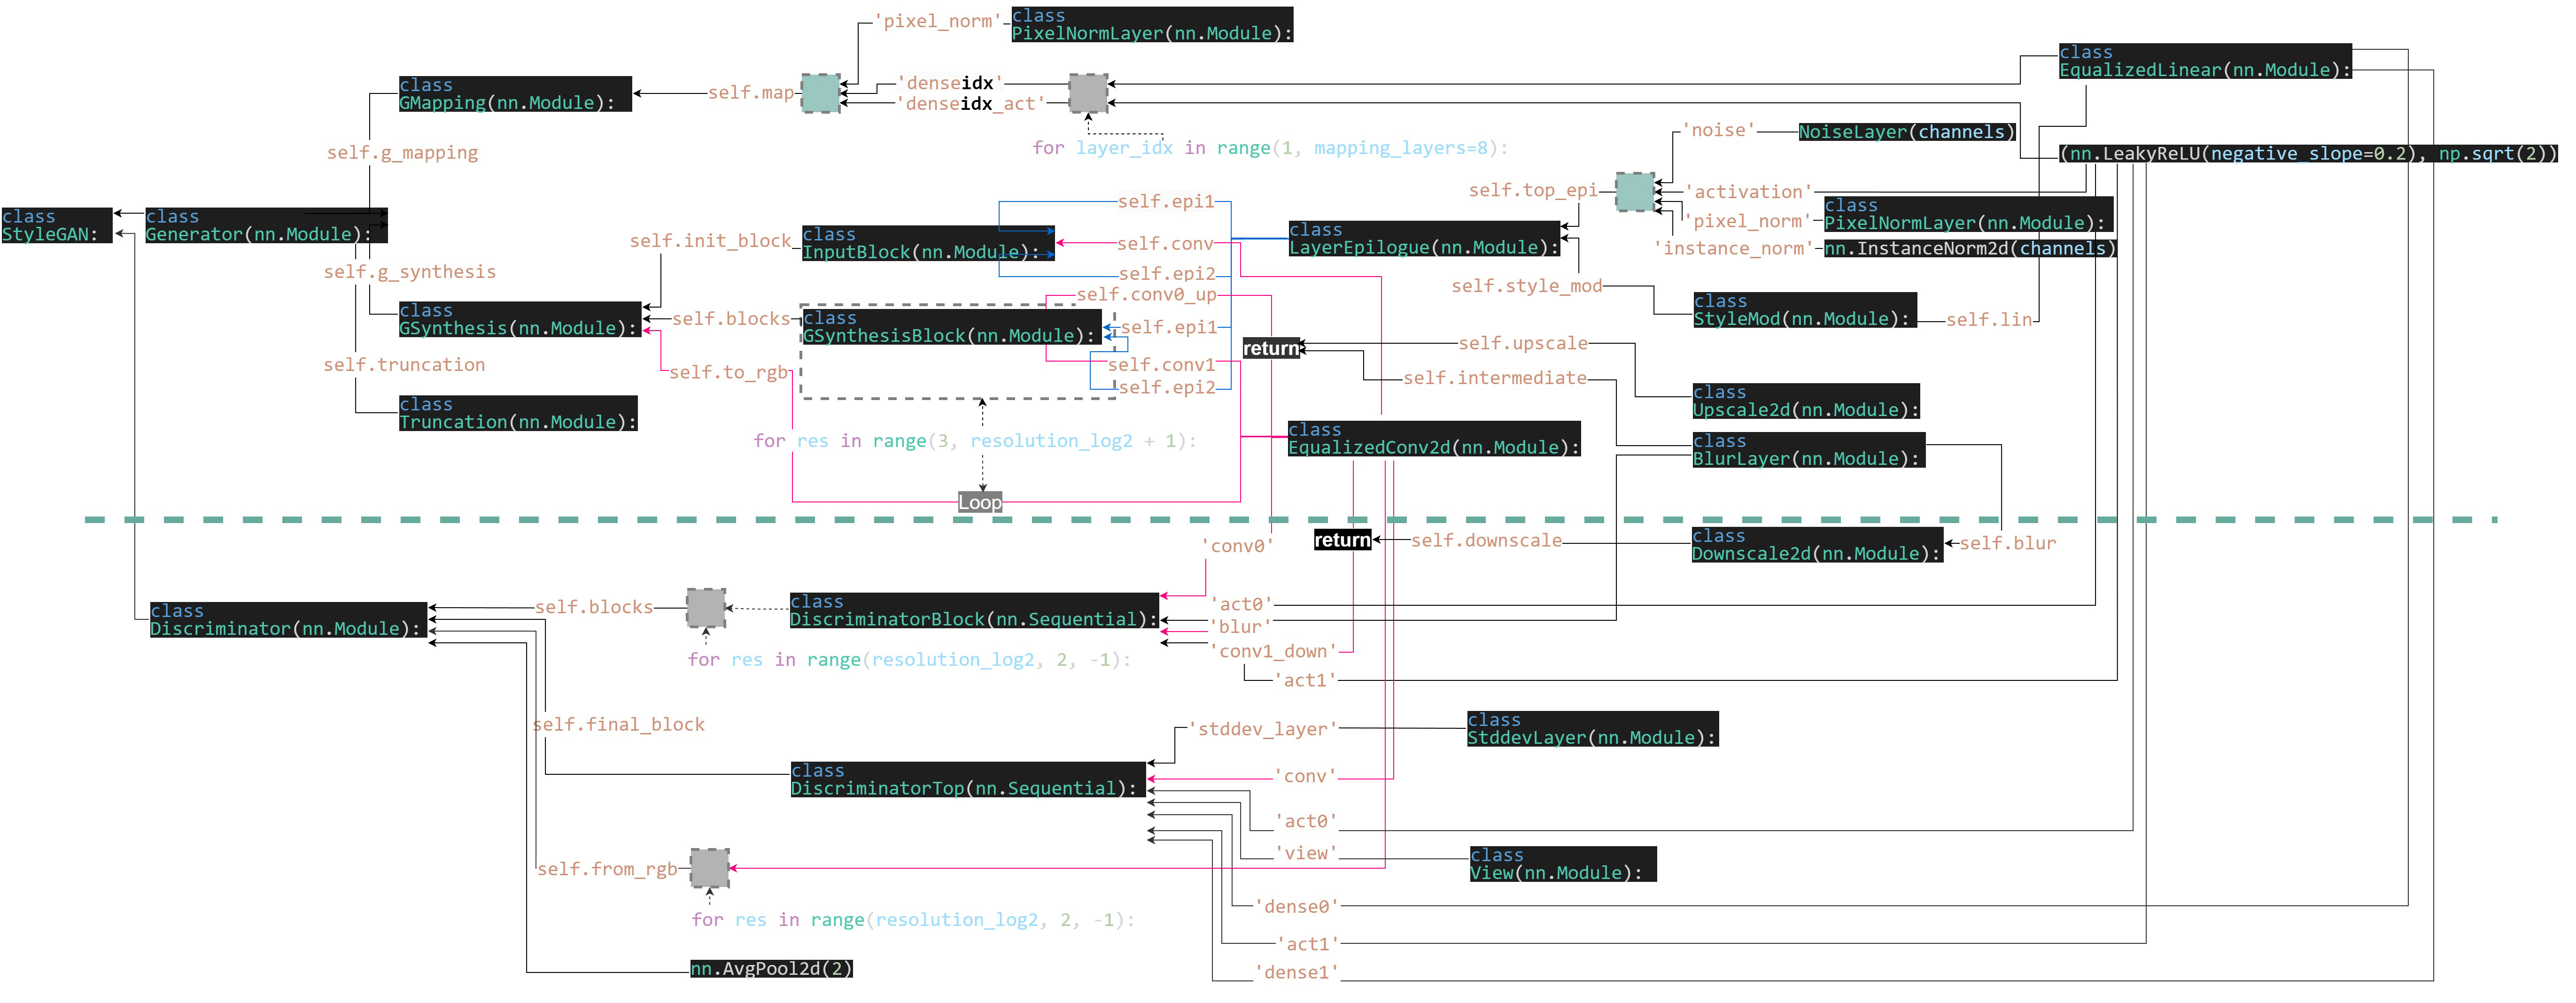 'pixel_norm'
class
PixelNormLayer(nn.Module):
class
EqualizedLinear(nn.Module):
class
GMapping(nn.Module):
self.map
'denseidx'
'denseidx_act'
for layer_idx in range(1, mapping_layers=8):
'noise'
NoiseLayer(channels)
(nn.LeakyReLU(negative_slope=0.2), np.sqrt(2))
self.g_mapping
self.top_epi
'activation'
'pixel_norm'
class
PixelNormLayer(nn.Module):
'instance_norm'
nn.InstanceNorm2d(channels)
class
StyleGAN:
class
Generator(nn.Module):
self.epi1
self.init_block
class
InputBlock(nn.Module):
self.conv
self.epi2
class
LayerEpilogue(nn.Module):
self.g_synthesis
self.style_mod
class
StyleMod(nn.Module):
self.lin
class
GSynthesis(nn.Module):
self.blocks
class
GSynthesisBlock(nn.Module):
self.conv0_up
self.epi1
self.conv1
self.epi2
return
self.upscale
self.intermediate
self.truncation
self.to_rgb
class
Upscale2d(nn.Module):
class
Truncation(nn.Module):
for res in range(3, resolution_log2 + 1):
class
EqualizedConv2d(nn.Module):
class
BlurLayer(nn.Module):
Loop
return
self.downscale
class
Downscale2d(nn.Module):
self.blur
'conv0'
class
Discriminator(nn.Module):
self.blocks
class
DiscriminatorBlock(nn.Sequential):
'act0'
'blur'
'conv1_down'
'act1'
for res in range(resolution_log2, 2, -1):
self.final_block
'stddev_layer'
class
StddevLayer(nn.Module):
class
DiscriminatorTop(nn.Sequential):
'conv'
'act0'
'view'
class
View(nn.Module):
self.from_rgb
for res in range(resolution_log2, 2, -1):
'dense0'
'act1'
'dense1'
nn.AvgPool2d(2)